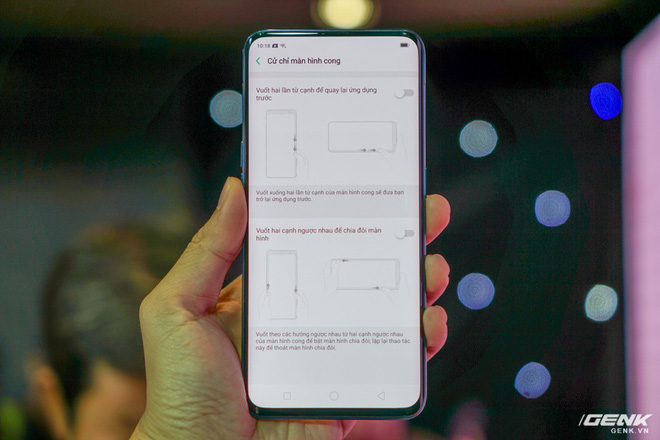 10:18
Cử chỉ màn hình cong
Vuốt hai lần từ cạnh để quay lại ứng dụng
trước
Vuốt xuống hai lần từ cạnh của màn hình cong sẽ đưa bạn
trở lại ứng dụng trước.
Vuốt hai cạnh ngược nhau để chia đôi màn
hình
Vuốt theo các hướng ngược nhau từ hai cạnh ngược nhau
của màn hình cong để bật màn hình chia đôi; lặp lại thao tác
này để thoát màn hình chia đôi.
GENK
GENK.VN